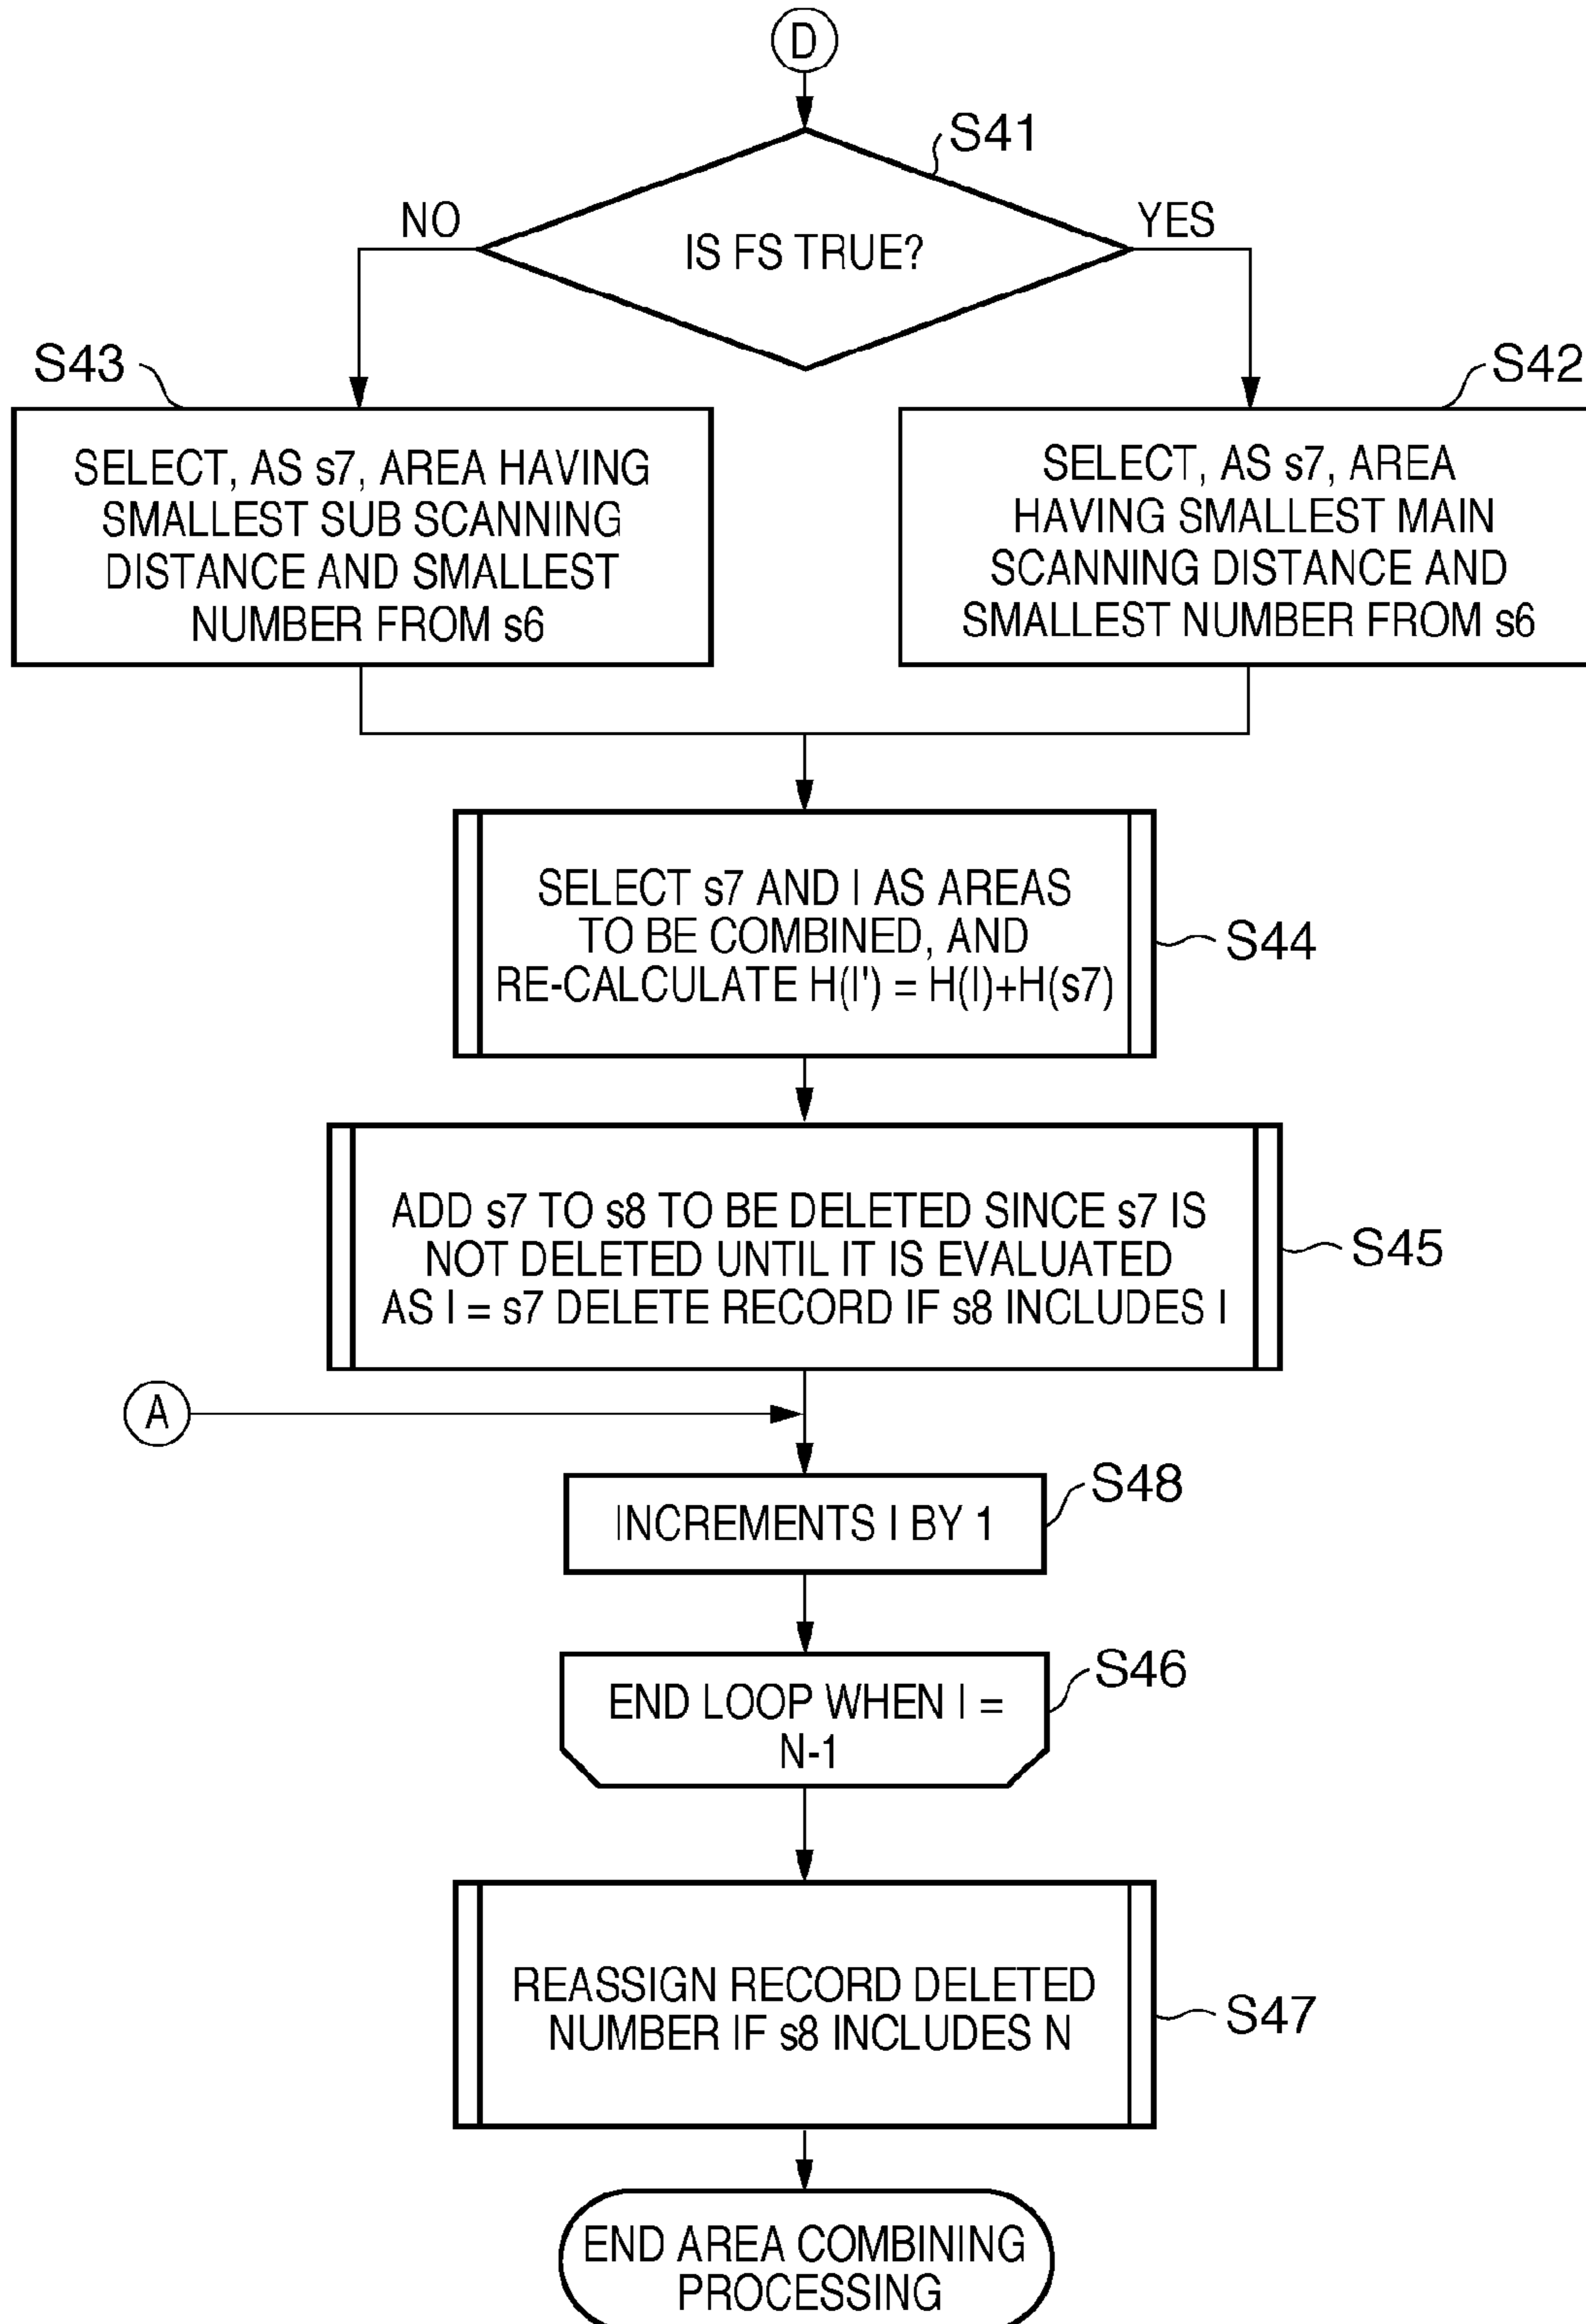 D
S41
NO
YES
IS FS TRUE?
S43
S42
SELECT, AS s7, AREA HAVING
SMALLEST SUB SCANNING
DISTANCE AND SMALLEST
NUMBER FROM s6
SELECT, AS s7, AREA
HAVING SMALLEST MAIN
SCANNING DISTANCE AND
SMALLEST NUMBER FROM s6
SELECT s7 AND I AS AREAS
TO BE COMBINED, AND
RE-CALCULATE H(I') = H(I)+H(s7)
S44
ADD s7 TO s8 TO BE DELETED SINCE s7 IS
NOT DELETED UNTIL IT IS EVALUATED
AS I = s7 DELETE RECORD IF s8 INCLUDES I
S45
A
S48
INCREMENTS I BY 1
S46
END LOOP WHEN I =
N-1
REASSIGN RECORD DELETED
NUMBER IF s8 INCLUDES N
S47
END AREA COMBINING
PROCESSING